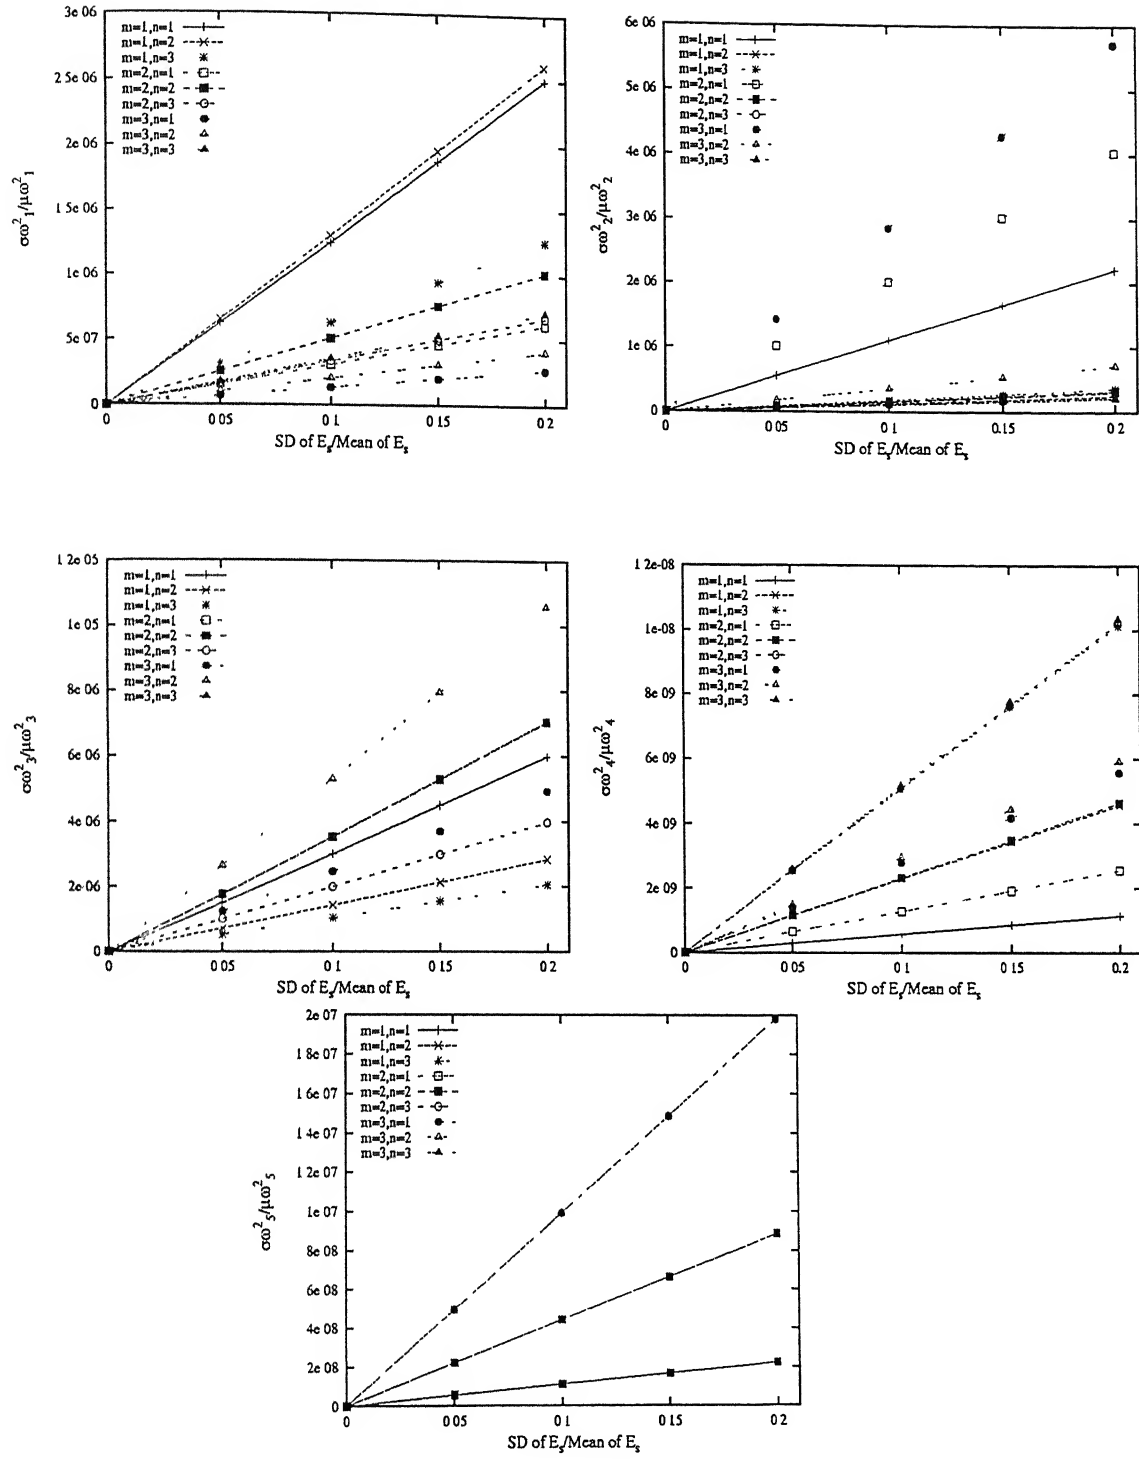 3e 06
2.5e 06
2e 06
1 5e 06
1e 06
5e 07
0
m=1,n=1
m=1,n=2
m=1,n=3
m=2,n=1
m=2,n=2
m=2,n=3
m=3,n=1
m=3,n=2
m=3,n=3
σω²₁/μω²₁
0 0 05 0 1 0 15 0 2
SD of Eₛ/Mean of Eₛ
6e 06
5e 06
4e 06
3e 06
2e 06
1e 06
0
m=1,n=1
m=1,n=2
m=1,n=3
m=2,n=1
m=2,n=2
m=2,n=3
m=3,n=1
m=3,n=2
m=3,n=3
σω²₂/μω²₂
0 0 05 0 1 0.15 0 2
SD of Eₛ/Mean of Eₛ
1 2e 05
1e 05
8e 06
6e 06
4e 06
2e-06
0
m=1,n=1
m=1,n=2
m=1,n=3
m=2,n=1
m=2,n=2
m=2,n=3
m=3,n=1
m=3,n=2
m=3,n=3
σω²₃/μω²₃
0 0 05 0 1 0 15 0 2
SD of Eₛ/Mean of Eₛ
1 2e-08
1e-08
8e 09
6e 09
4e 09
2e 09
0
m=1,n=1
m=1,n=2
m=1,n=3
m=2,n=1
m=2,n=2
m=2,n=3
m=3,n=1
m=3,n=2
m=3,n=3
σω²₄/μω²₄
0 0 05 0 1 0 15 0 2
SD of Eₛ/Mean of Eₛ
2e 07
1 8e 07
1 6e 07
1 4e 07
1 2e 07
1e 07
8e 08
6e 08
4e 08
2e 08
0
m=1,n=1
m=1,n=2
m=1,n=3
m=2,n=1
m=2,n=2
m=2,n=3
m=3,n=1
m=3,n=2
m=3,n=3
σω²₅/μω²₅
0 0 05 0 1 0 15 0 2
SD of Eₛ/Mean of Eₛ